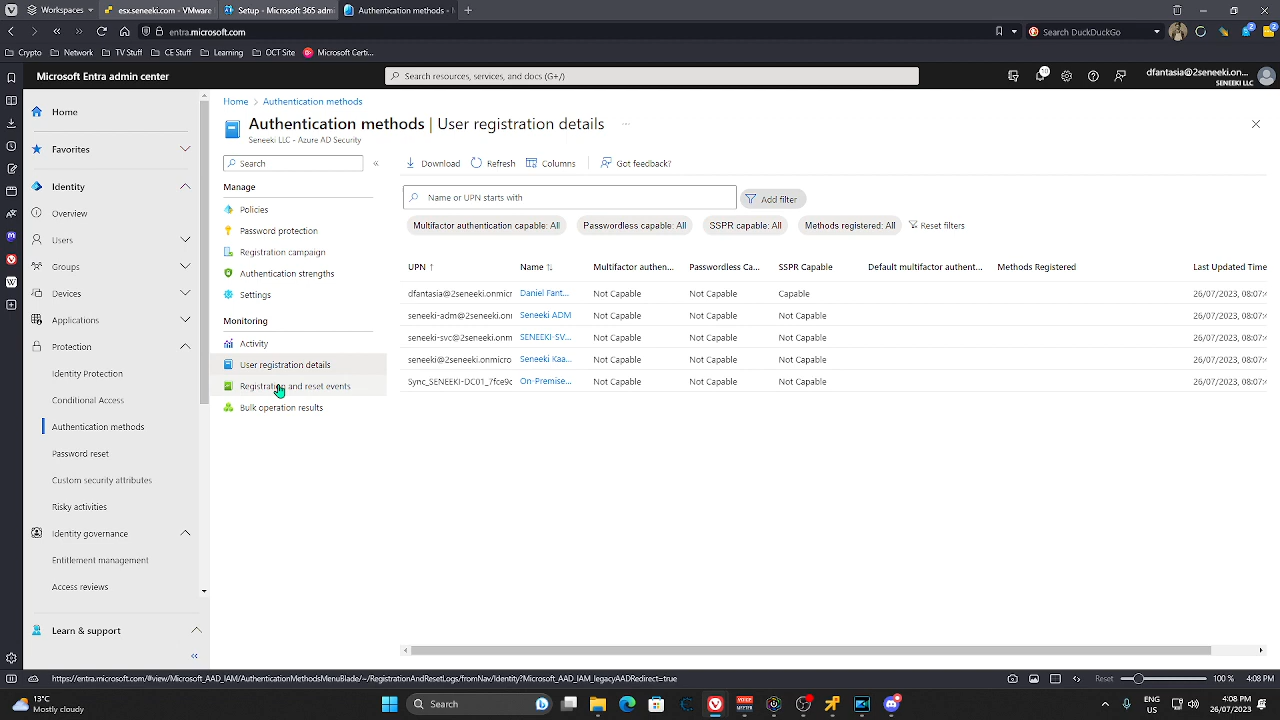 Workspaces
esx.seneeki.com - VMware
Setup - Microsoft 365 adm
Authentication methods -
entra.microsoft.com
Search DuckDuckGo
Crypto
Network
TV Stuff
CE Stuff
Learning
OCT Site
Microsoft Certi...
Microsoft Entra admin center
Search resources, services, and docs (G+/)
dfantasia@2seneeki.on...
SENEEKI LLC
Home
Favorites
Identity
Overview
Users
Groups
Devices
Applications
Protection
Identity Protection
Conditional Access
Authentication methods
Password reset
Custom security attributes
Risky activities
Identity governance
Entitlement management
Access reviews
Learn & support
Home > Authentication methods
Authentication methods | User registration details ...
Seneeki LLC - Azure AD Security
Search
Manage
Policies
Password protection
Registration campaign
Authentication strengths
Settings
Monitoring
Activity
User registration details
Registration and reset events
Bulk operation results
Download Refresh Columns Got feedback?
Name or UPN starts with Add filter
Multifactor authentication capable: All Passwordless capable: All SSPR capable: All Methods registered: All Reset filters
UPN ↑ Name ↑↓ Multifactor authen... Passwordless Ca... SSPR Capable Default multifactor authent... Methods Registered Last Updated Time
dfantasia@2seneeki.onmicr Daniel Fant... Not Capable Not Capable Capable 26/07/2023, 08:07:
seneeki-adm@2seneeki.onı Seneeki ADM Not Capable Not Capable Not Capable 26/07/2023, 08:07:
seneeki-svc@2seneeki.onm SENEEKI-SV... Not Capable Not Capable Not Capable 26/07/2023, 08:07:
seneeki@2seneeki.onmicro Seneeki Kaa... Not Capable Not Capable Not Capable 26/07/2023, 08:07:
Sync_SENEEKI-DC01_7fce9c On-Premise... Not Capable Not Capable Not Capable 26/07/2023, 08:07:
https://entra.microsoft.com/#view/Microsoft_AAD_IAM/AuthenticationMethodsMenuBlade/~/RegistrationAndResetLogs/fromNav/Identity?Microsoft_AAD_IAM_legacyAADRedirect=true
Reset
100 %
4:08 PM
13°C
Mostly cloudy
Search
ENG
US
4:08 PM
26/07/2023